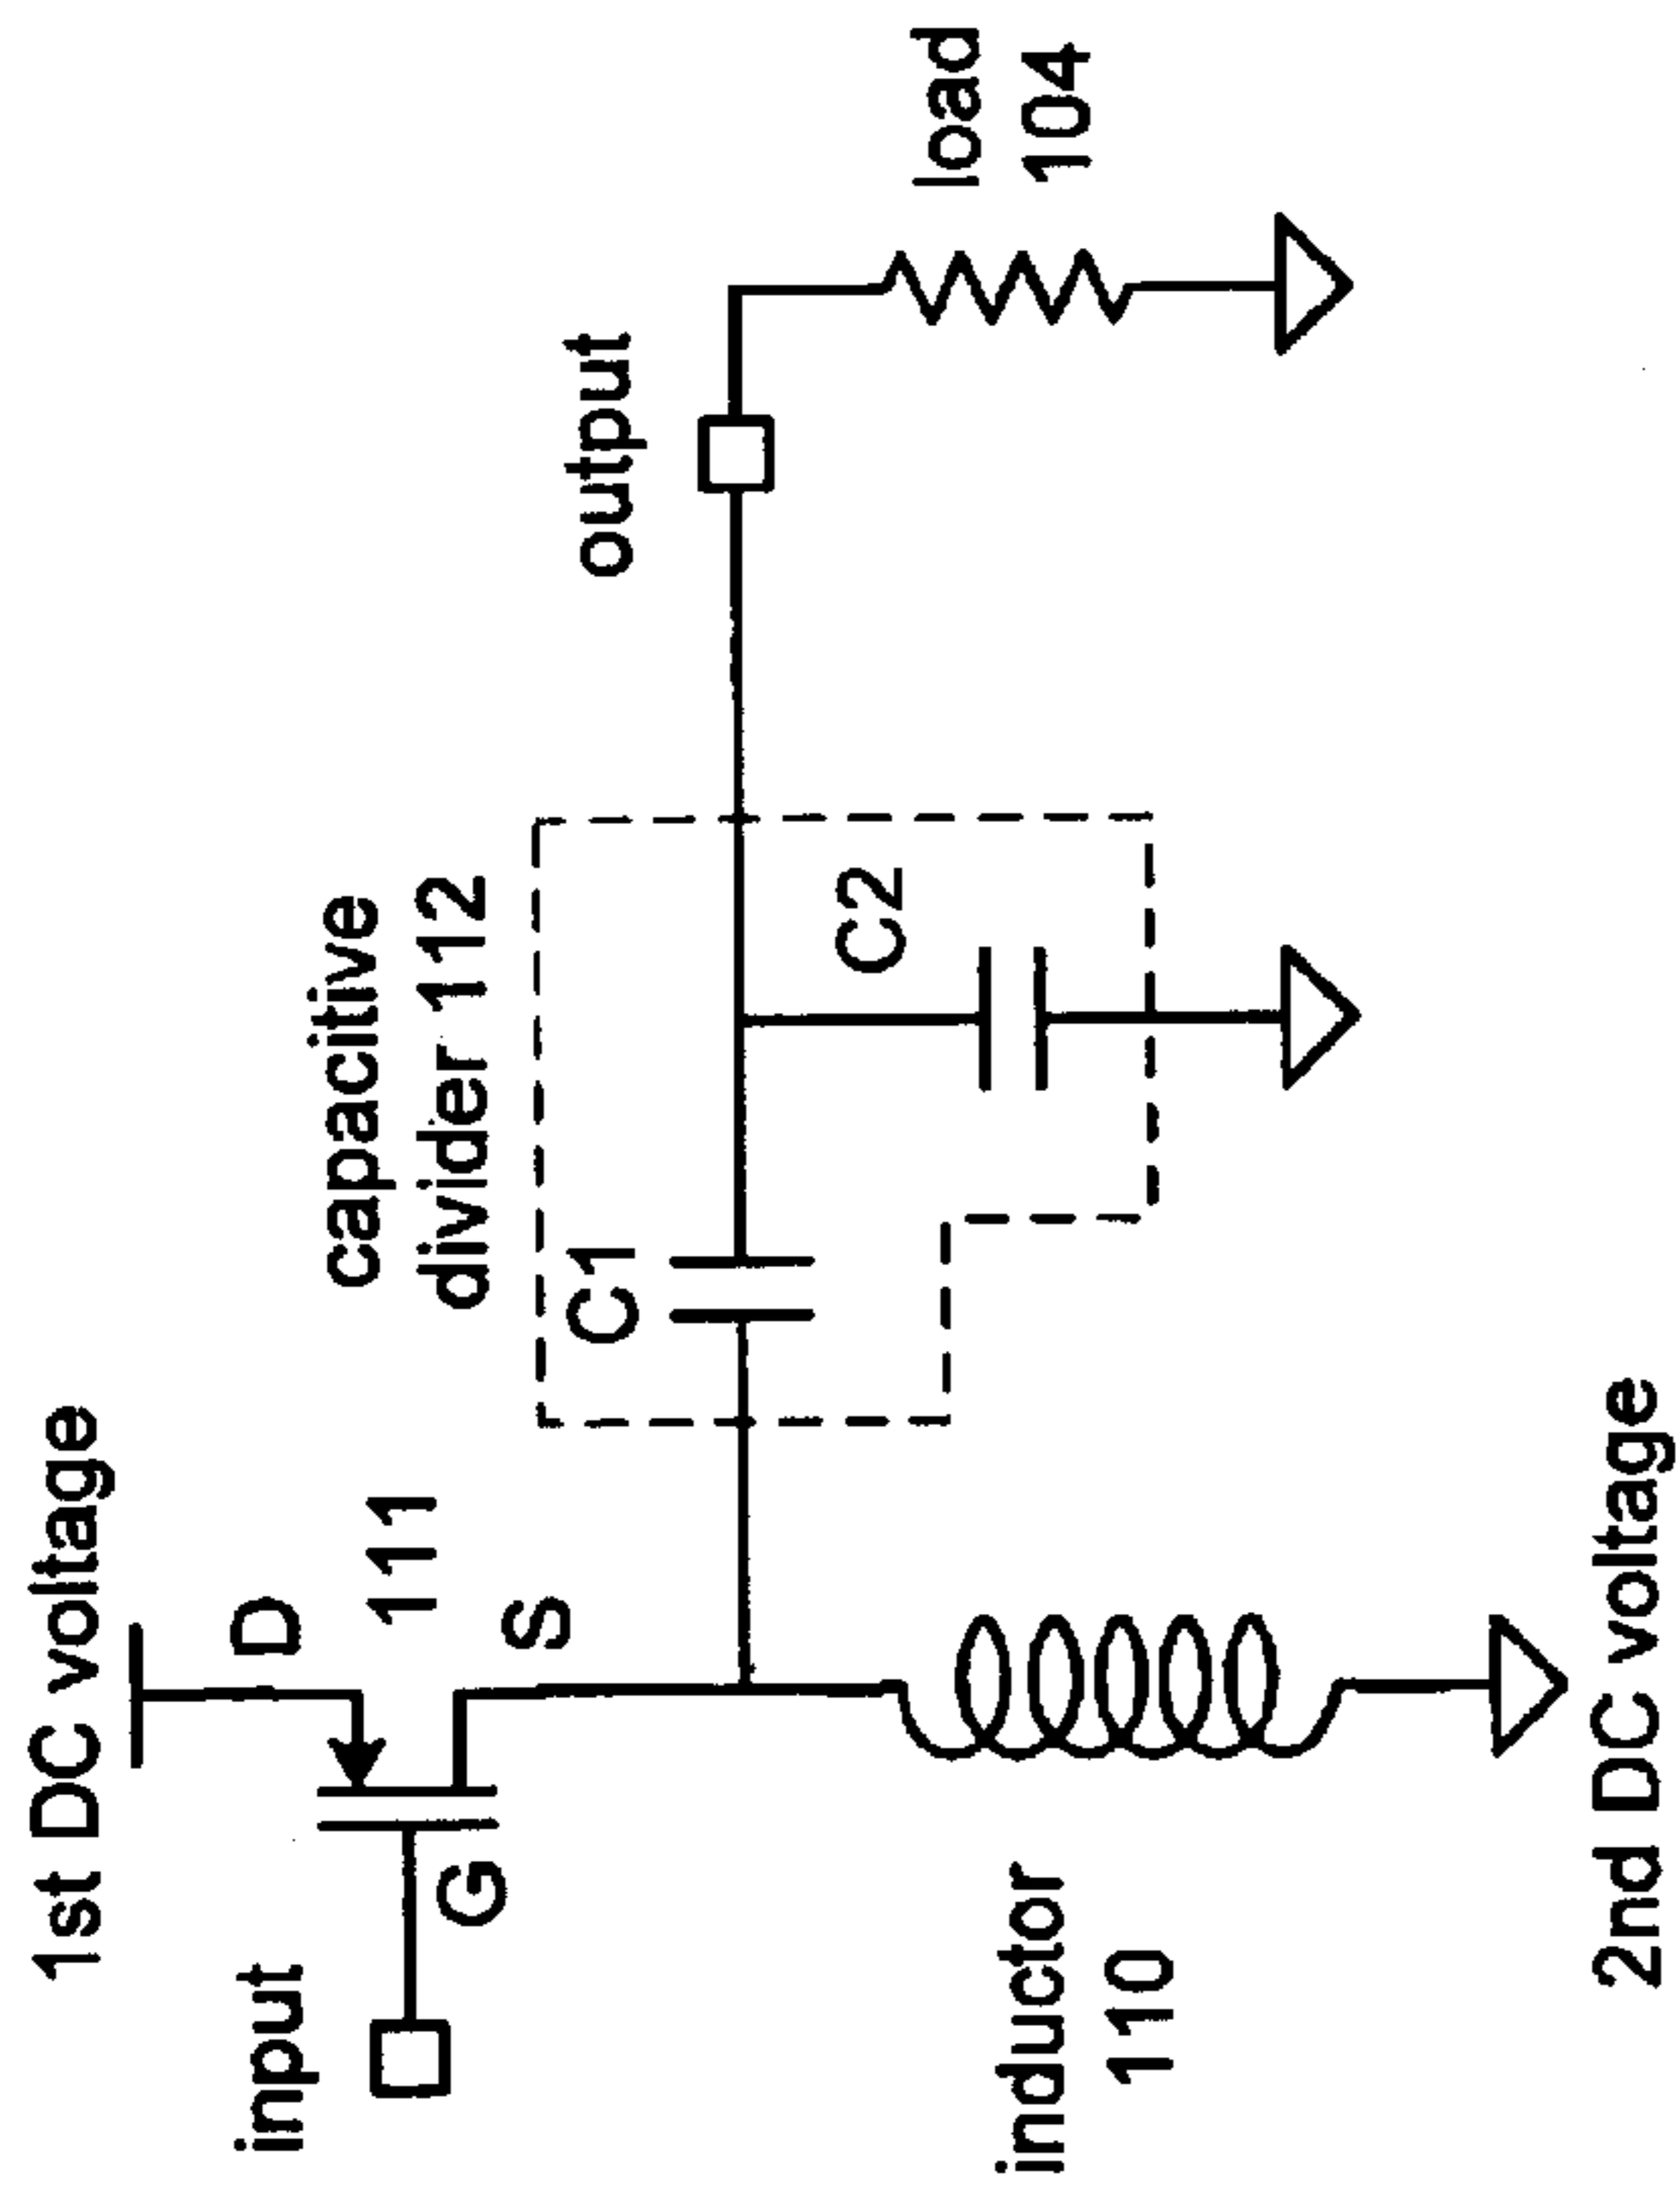 1st DC voltage
input
D
111
G
S
capacitive
divider 112
C1
C2
output
load
104
inductor
110
2nd DC voltage